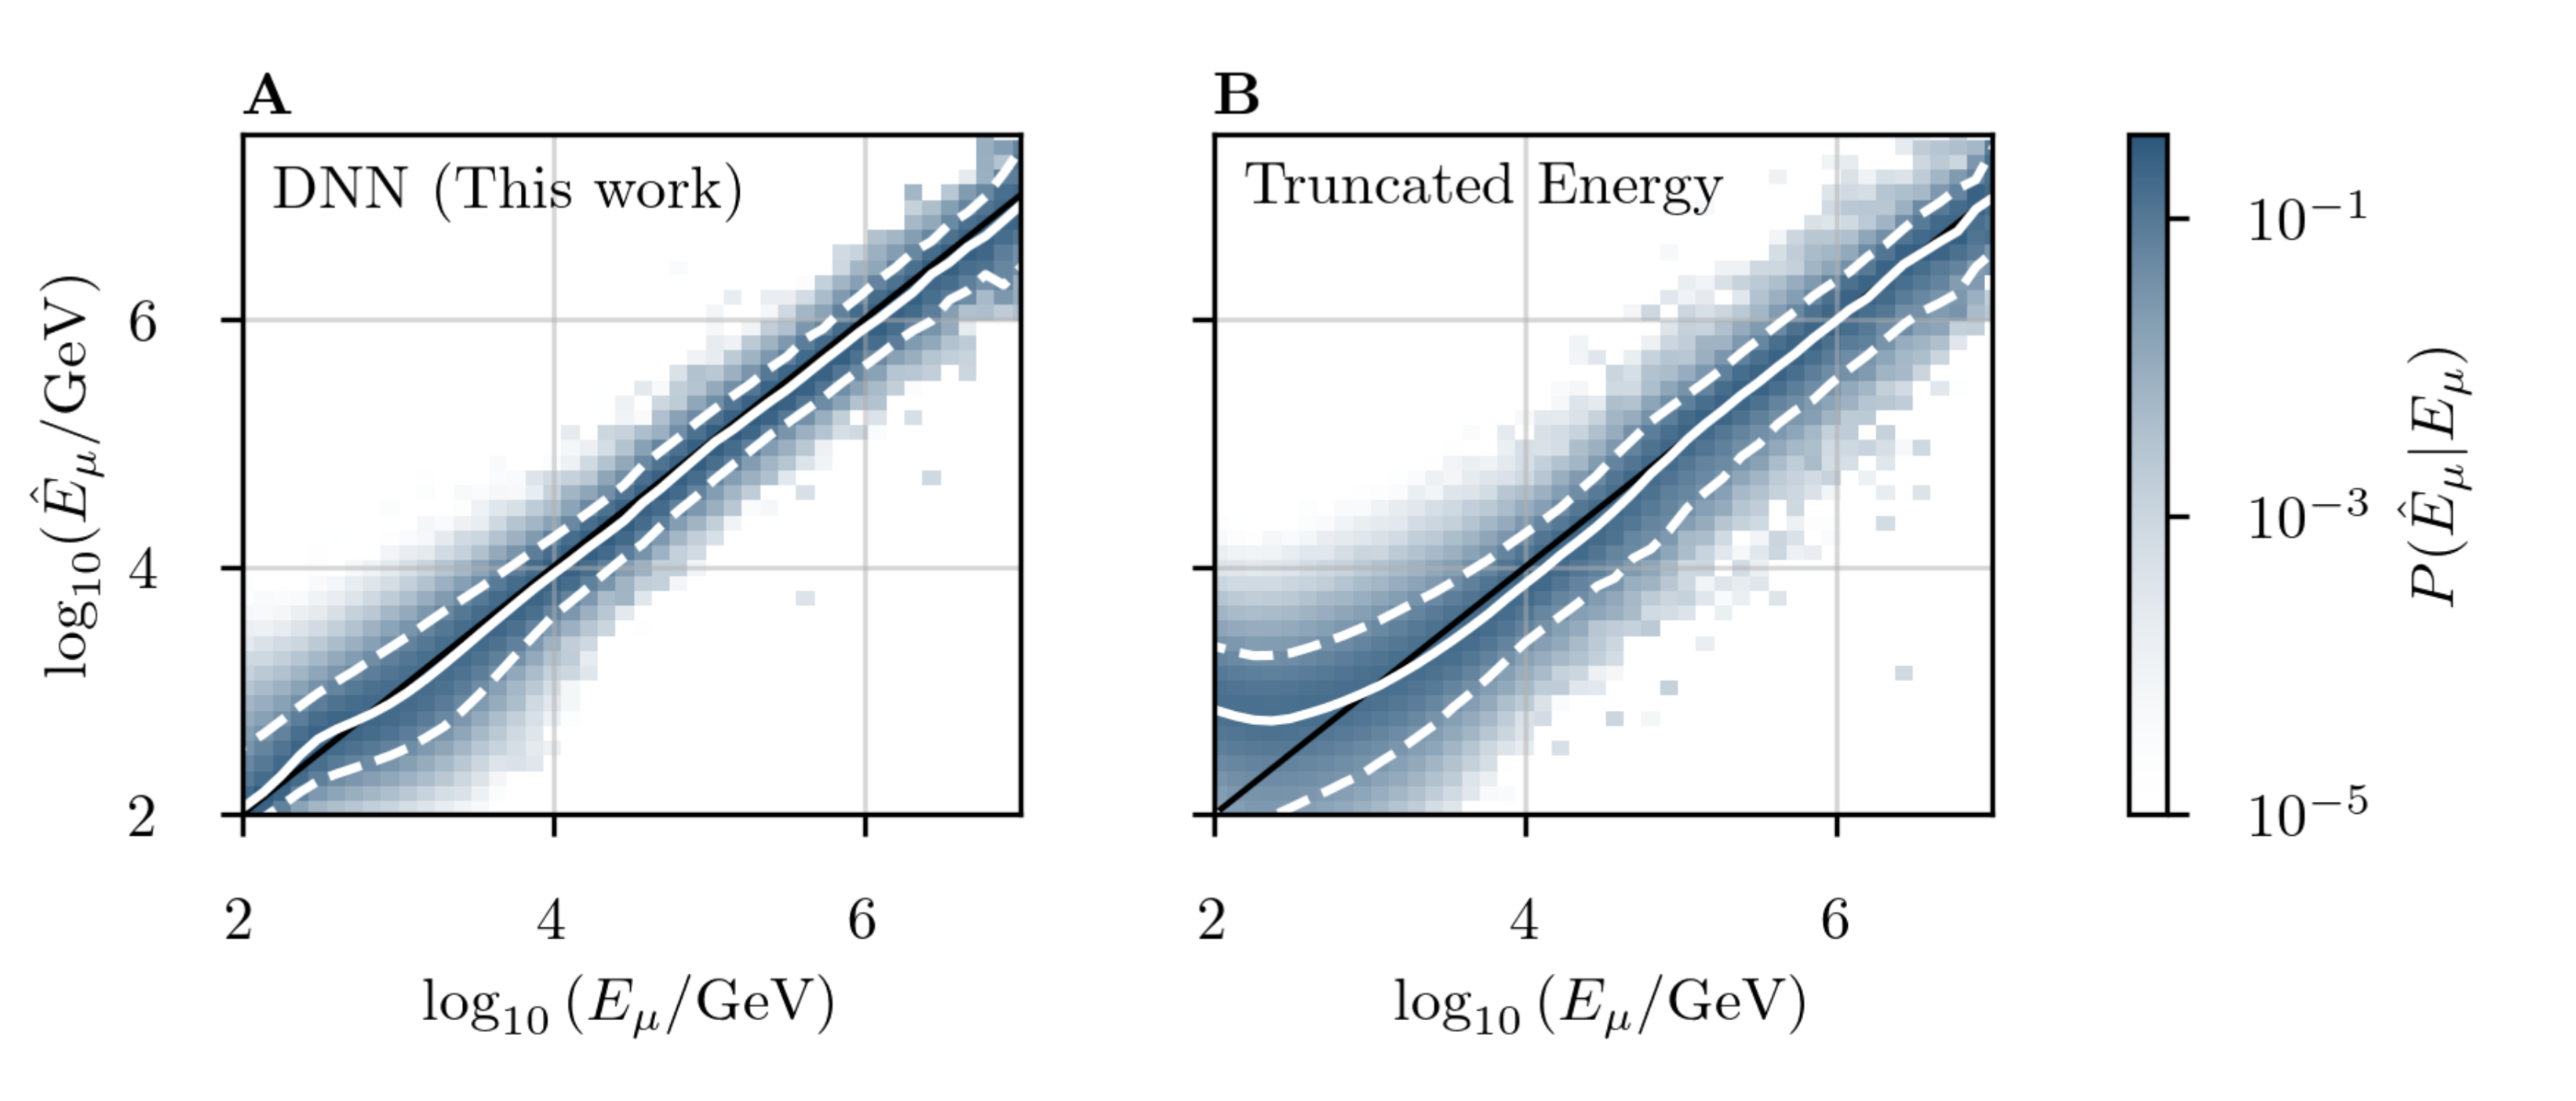 A
B
DNN (This work)
Truncated Energy
log₁₀(Êμ/GeV)
6
4
2
2 4 6
2 4 6
log₁₀ (Eμ/GeV)
log₁₀ (Eμ/GeV)
10⁻¹
10⁻³
10⁻⁵
P(Êμ|Eμ)